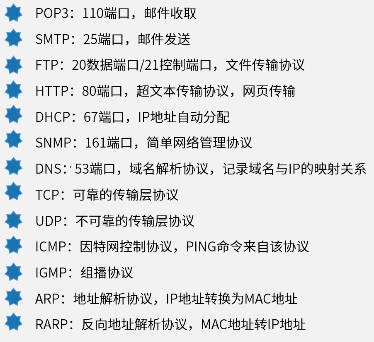 POP3：110端口，邮件收取
SMTP：25端口，邮件发送
FTP：20数据端口/21控制端口，文件传输协议
HTTP：80端口，超文本传输协议，网页传输
DHCP：67端口，IP地址自动分配
SNMP：161端口，简单网络管理协议
DNS：53端口，域名解析协议，记录域名与IP的映射关系
TCP：可靠的传输层协议
UDP：不可靠的传输层协议
ICMP：因特网控制协议，PING命令来自该协议
IGMP：组播协议
ARP：地址解析协议，IP地址转换为MAC地址
RARP：反向地址解析协议，MAC地址转IP地址